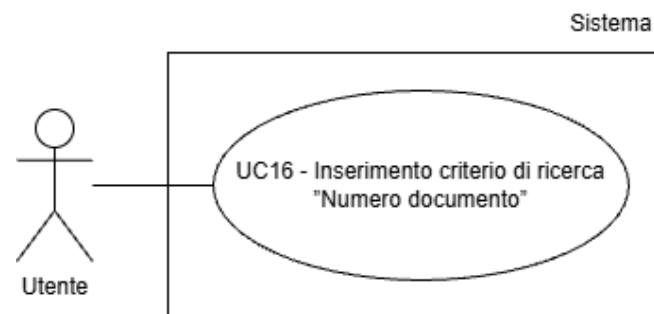 Sistema
UC16 - Inserimento criterio di ricerca
"Numero documento"
Utente